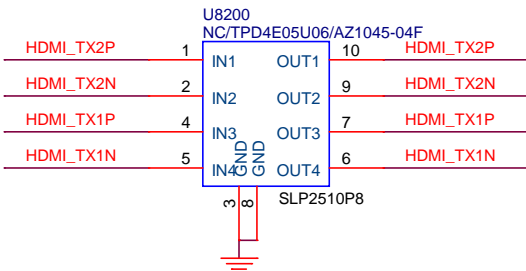 U8200
NC/TPD4E05U06/AZ1045-04F
HDMI_TX2P 1 IN1 OUT1 10 HDMI_TX2P
HDMI_TX2N 2 IN2 OUT2 9 HDMI_TX2N
HDMI_TX1P 4 IN3 OUT3 7 HDMI_TX1P
HDMI_TX1N 5 IN4 GND GND OUT4 6 HDMI_TX1N
3 8 SLP2510P8